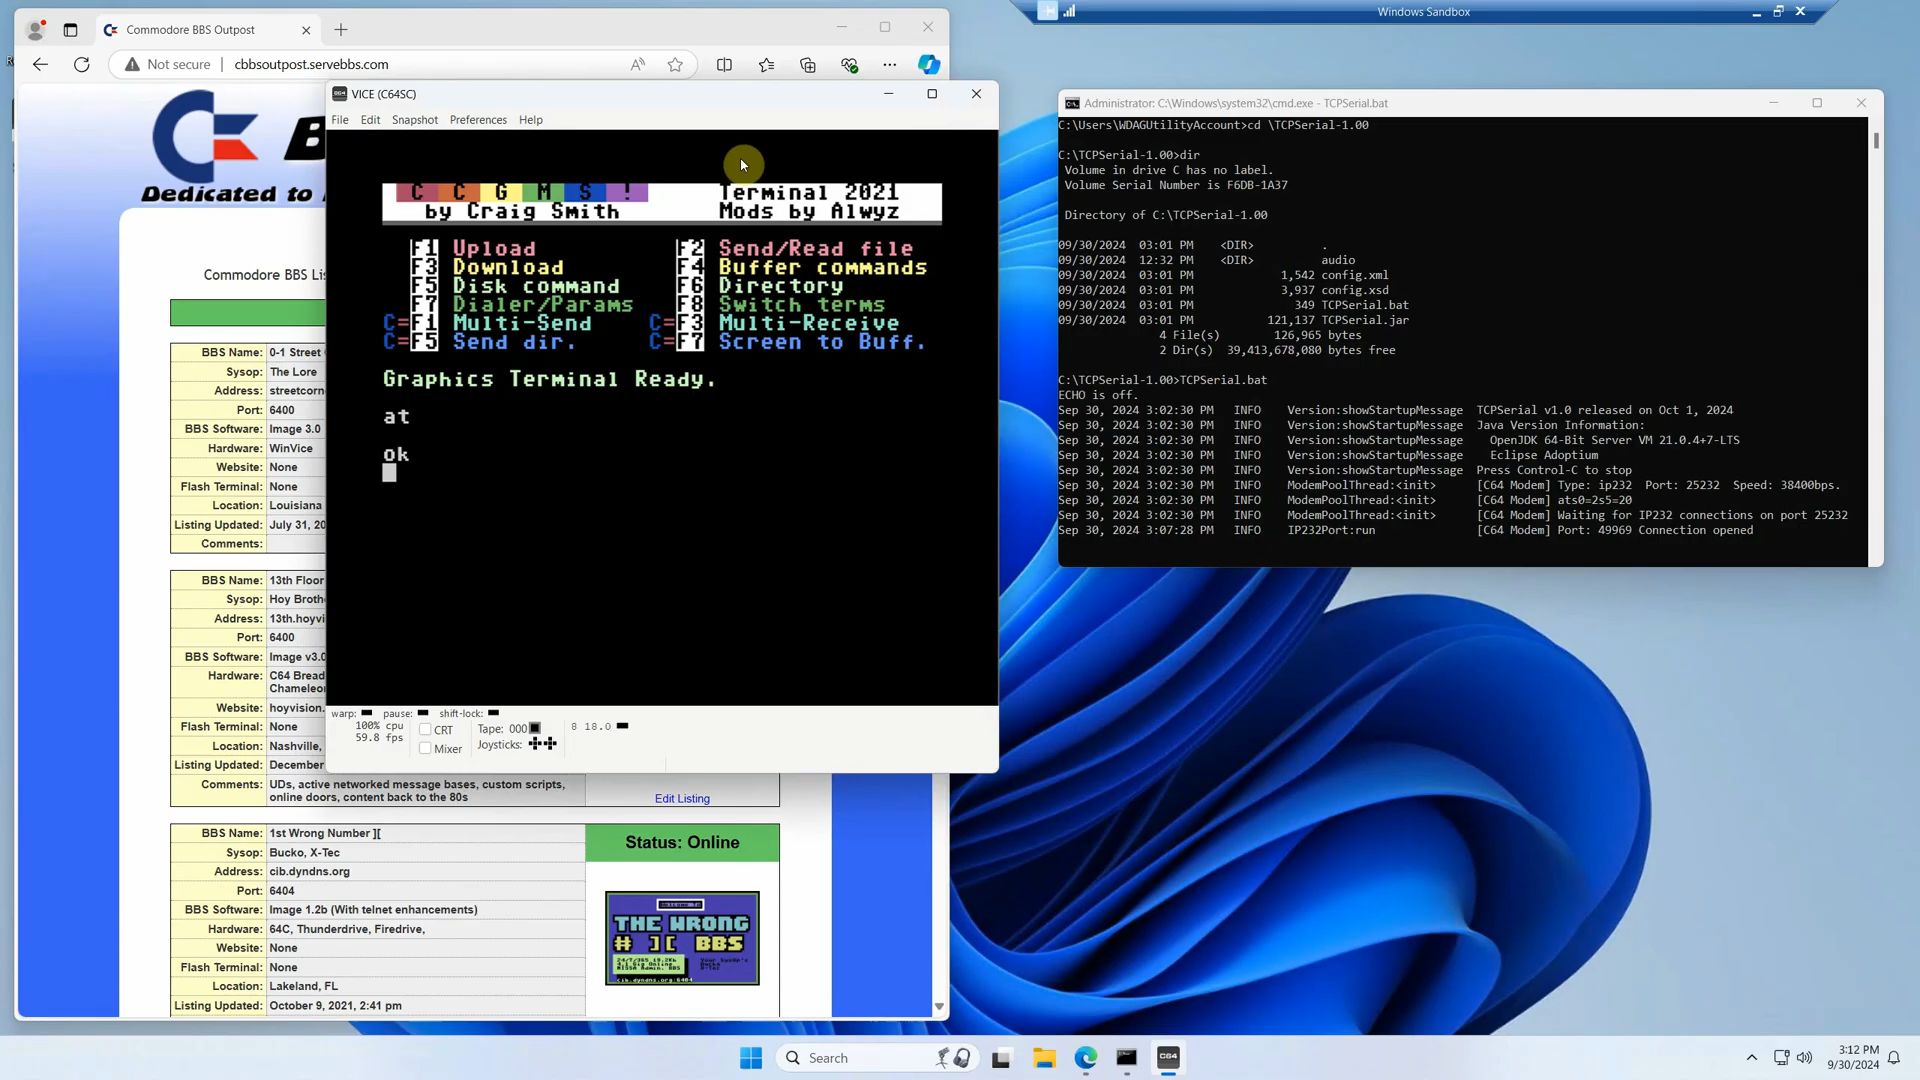 Commodore BBS Outpost
Not secure
cbbsoutpost.servebbs.com
Windows Sandbox
B
Dedicated to
Commodore BBS Lis
BBS Name: 0-1 Street
Sysop: The Lore
Address: streetcorn
Port: 6400
BBS Software: Image 3.0
Hardware: WinVice
Website: None
Flash Terminal: None
Location: Louisiana
Listing Updated: July 31, 20
Comments:
BBS Name: 13th Floor
Sysop: Hoy Broth
Address: 13th.hoyvi
Port: 6400
BBS Software: Image v3.0
Hardware: C64 Bread
Chameleon
Website: hoyvision.
Flash Terminal: None
Location: Nashville,
Listing Updated: December
Comments: UDs, active networked message bases, custom scripts,
online doors, content back to the 80s
Edit Listing
BBS Name: 1st Wrong Number ][
Sysop: Bucko, X-Tec
Address: cib.dyndns.org
Port: 6404
BBS Software: Image 1.2b (With telnet enhancements)
Hardware: 64C, Thunderdrive, Firedrive,
Website: None
Flash Terminal: None
Location: Lakeland, FL
Listing Updated: October 9, 2021, 2:41 pm
Status: Online
THE WRONG
# ][ BBS
cib.dyndns.org:6404
VICE (C64SC)
File Edit Snapshot Preferences Help
C C G M S ! Terminal 2021
by Craig Smith Mods by Alwyz
F1 Upload F2 Send/Read file
F3 Download F4 Buffer commands
F5 Disk command F6 Directory
F7 Dialer/Params F8 Switch terms
C=F1 Multi-Send C=F3 Multi-Receive
C=F5 Send dir. C=F7 Screen to Buff.
Graphics Terminal Ready.
at
ok
warp: pause: shift-lock:
100% cpu
59.8 fps
CRT
Mixer
Tape: 000
Joysticks:
8 18.0
Administrator: C:\Windows\system32\cmd.exe - TCPSerial.bat
C:\Users\WDAGUtilityAccount>cd \TCPSerial-1.00
C:\TCPSerial-1.00>dir
Volume in drive C has no label.
Volume Serial Number is F6DB-1A37
Directory of C:\TCPSerial-1.00
09/30/2024 03:01 PM <DIR> .
09/30/2024 12:32 PM <DIR> audio
09/30/2024 03:01 PM 1,542 config.xml
09/30/2024 03:01 PM 3,937 config.xsd
09/30/2024 03:01 PM 349 TCPSerial.bat
09/30/2024 03:01 PM 121,137 TCPSerial.jar
4 File(s) 126,965 bytes
2 Dir(s) 39,413,678,080 bytes free
C:\TCPSerial-1.00>TCPSerial.bat
ECHO is off.
Sep 30, 2024 3:02:30 PM INFO Version:showStartupMessage TCPSerial v1.0 released on Oct 1, 2024
Sep 30, 2024 3:02:30 PM INFO Version:showStartupMessage Java Version Information:
Sep 30, 2024 3:02:30 PM INFO Version:showStartupMessage OpenJDK 64-Bit Server VM 21.0.4+7-LTS
Sep 30, 2024 3:02:30 PM INFO Version:showStartupMessage Eclipse Adoptium
Sep 30, 2024 3:02:30 PM INFO Version:showStartupMessage Press Control-C to stop
Sep 30, 2024 3:02:30 PM INFO ModemPoolThread:<init> [C64 Modem] Type: ip232 Port: 25232 Speed: 38400bps.
Sep 30, 2024 3:02:30 PM INFO ModemPoolThread:<init> [C64 Modem] ats0=2s5=20
Sep 30, 2024 3:02:30 PM INFO ModemPoolThread:<init> [C64 Modem] Waiting for IP232 connections on port 25232
Sep 30, 2024 3:07:28 PM INFO IP232Port:run [C64 Modem] Port: 49969 Connection opened
Search
C64
3:12 PM
9/30/2024